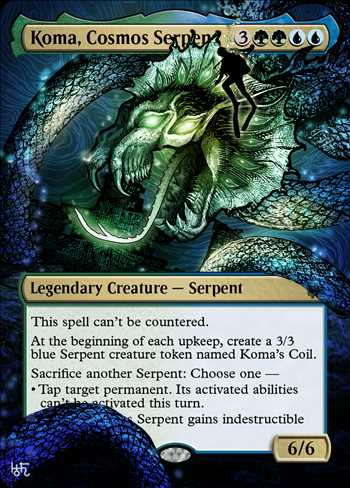 Koma, Cosmos Serpen 3
Legendary Creature — Serpent
This spell can't be countered.
At the beginning of each upkeep, create a 3/3
blue Serpent creature token named Koma's Coil.
Sacrifice another Serpent: Choose one —
• Tap target permanent. Its activated abilities
can't be activated this turn.
Serpent gains indestructible
6/6